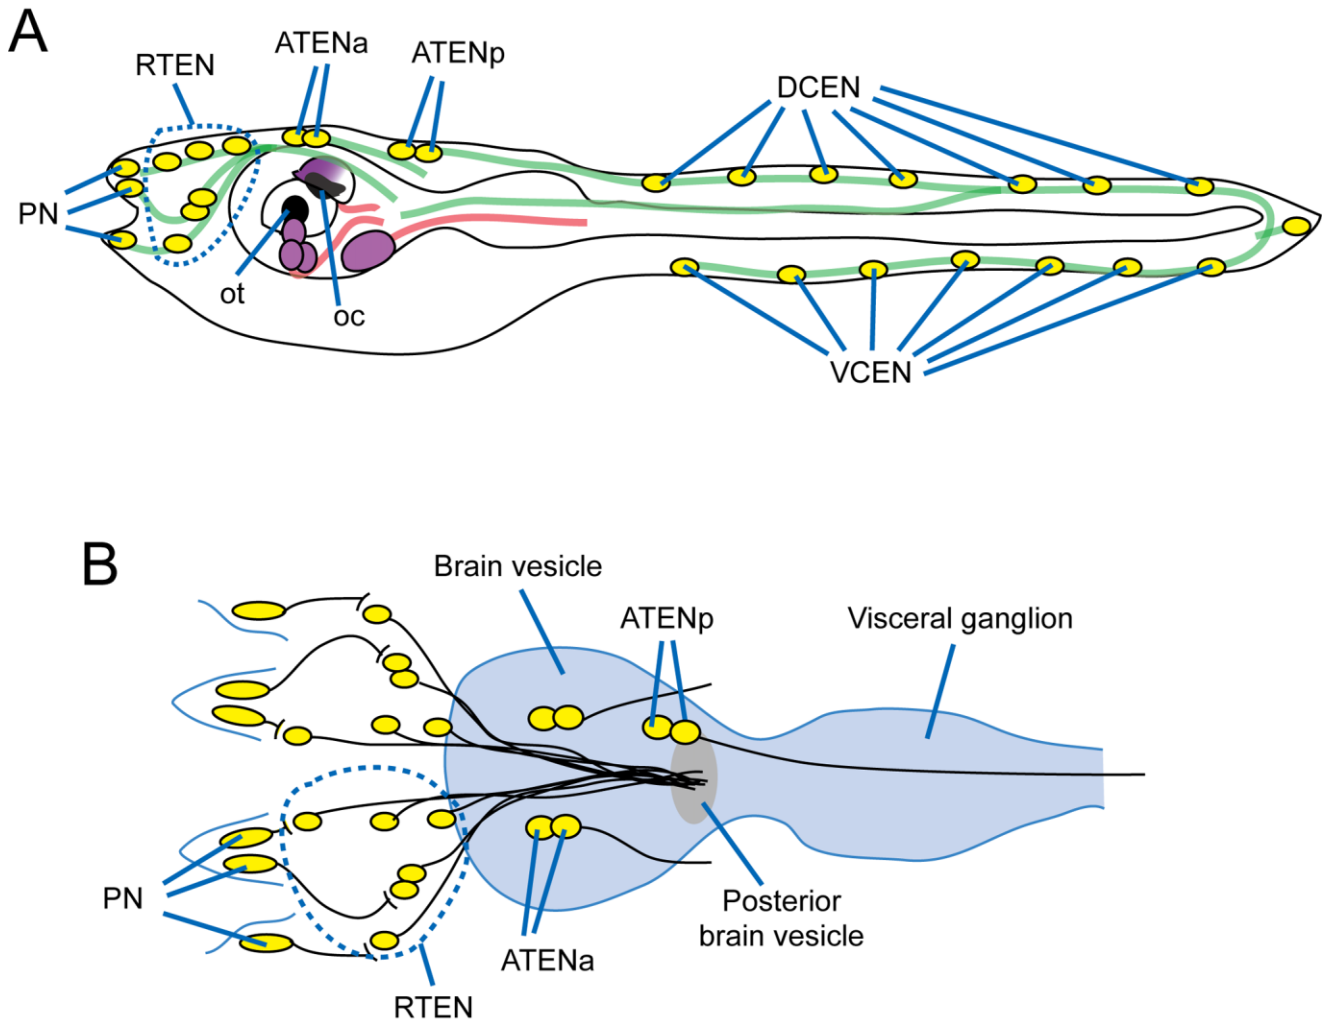 A
RTEN
ATENa
ATENp
DCEN
PN
ot
oc
VCEN
B
Brain vesicle
ATENp
Visceral ganglion
PN
Posterior
brain vesicle
ATENa
RTEN